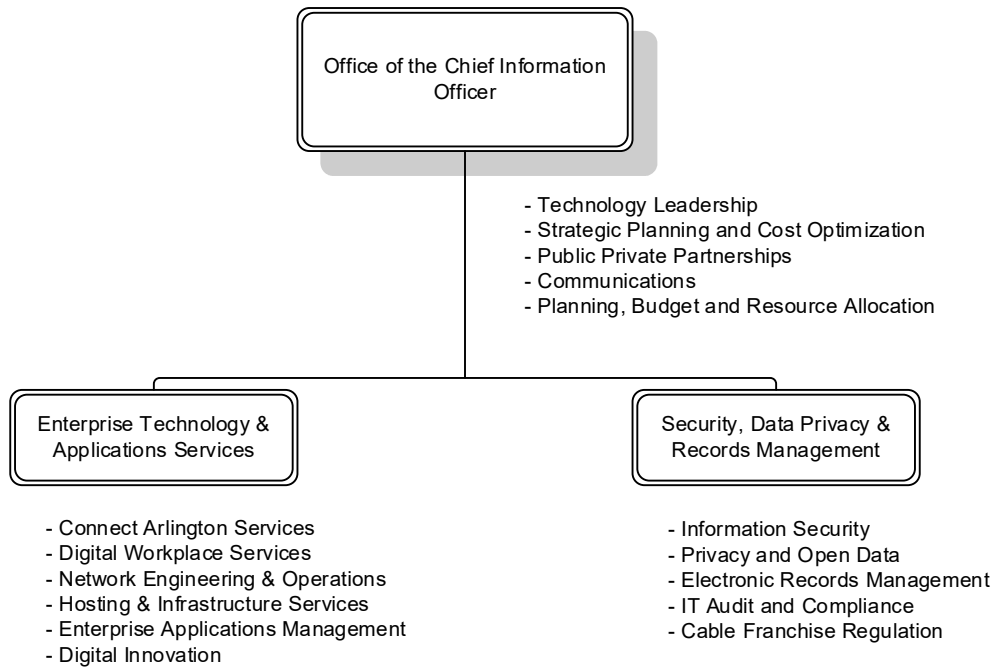 Office of the Chief Information
Officer
- Technology Leadership
- Strategic Planning and Cost Optimization
- Public Private Partnerships
- Communications
- Planning, Budget and Resource Allocation
Enterprise Technology &
Applications Services
- Connect Arlington Services
- Digital Workplace Services
- Network Engineering & Operations
- Hosting & Infrastructure Services
- Enterprise Applications Management
- Digital Innovation
Security, Data Privacy &
Records Management
- Information Security
- Privacy and Open Data
- Electronic Records Management
- IT Audit and Compliance
- Cable Franchise Regulation